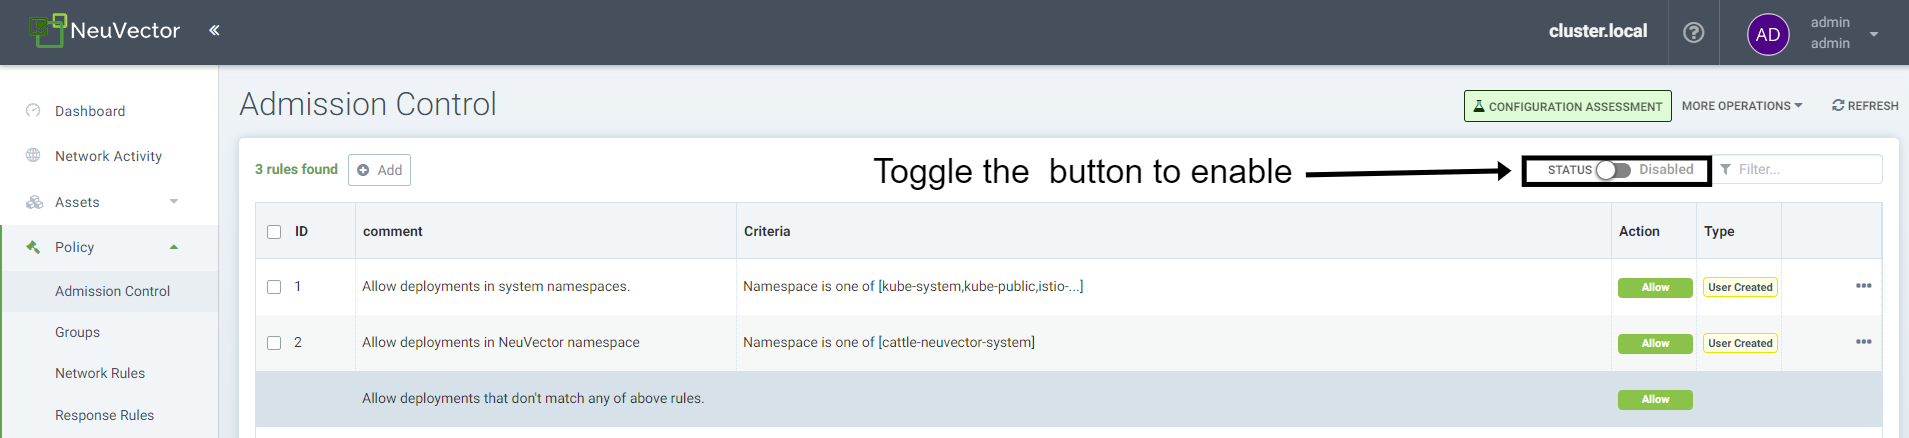 NeuVector «
cluster.local
AD
admin
admin
Dashboard
Network Activity
Assets
Policy
Admission Control
Groups
Network Rules
Response Rules
Admission Control
CONFIGURATION ASSESSMENT
MORE OPERATIONS
REFRESH
3 rules found
Add
Toggle the button to enable
STATUS Disabled
Filter...
ID comment Criteria Action Type
1 Allow deployments in system namespaces. Namespace is one of [kube-system,kube-public,istio-...] Allow User Created ...
2 Allow deployments in NeuVector namespace Namespace is one of [cattle-neuvector-system] Allow User Created ...
Allow deployments that don't match any of above rules. Allow